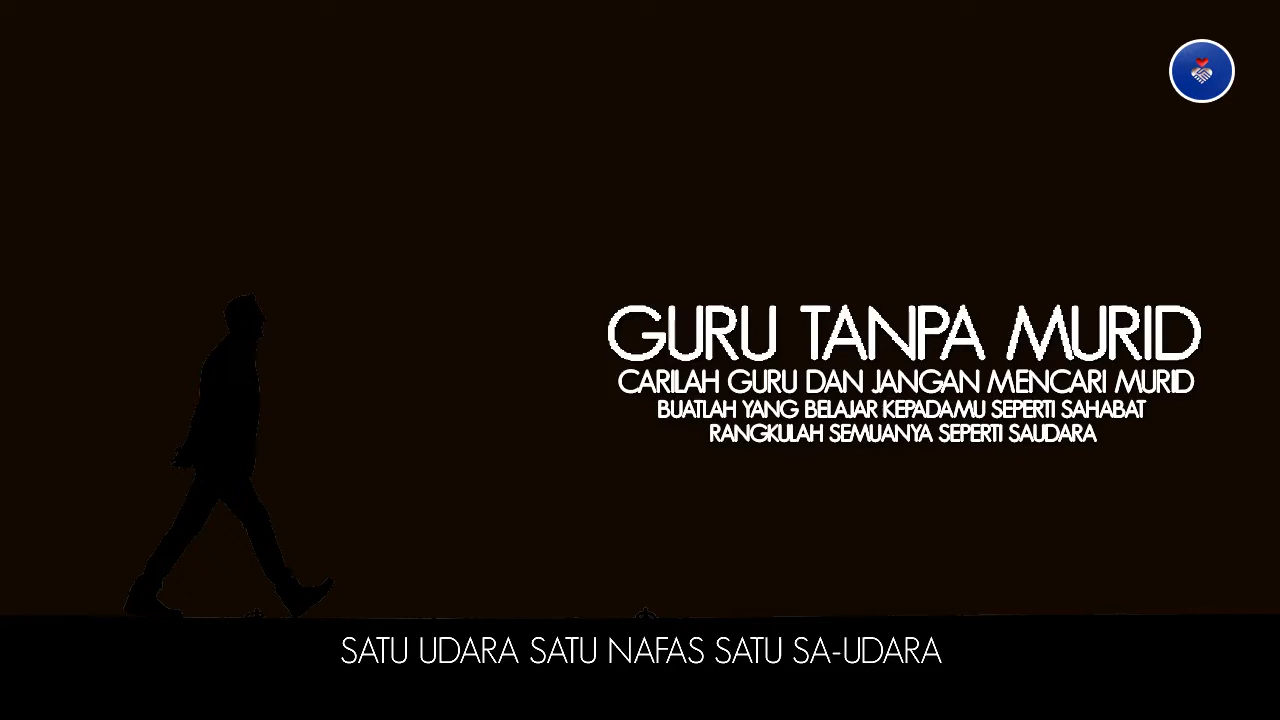 GURU TANPA MURID
CARILAH GURU DAN JANGAN MENCARI MURID
BUATLAH YANG BELAJAR KEPADAMU SEPERTI SAHABAT
RANGKULAH SEMUANYA SEPERTI SAUDARA
SATU UDARA SATU NAFAS SATU SA-UDARA